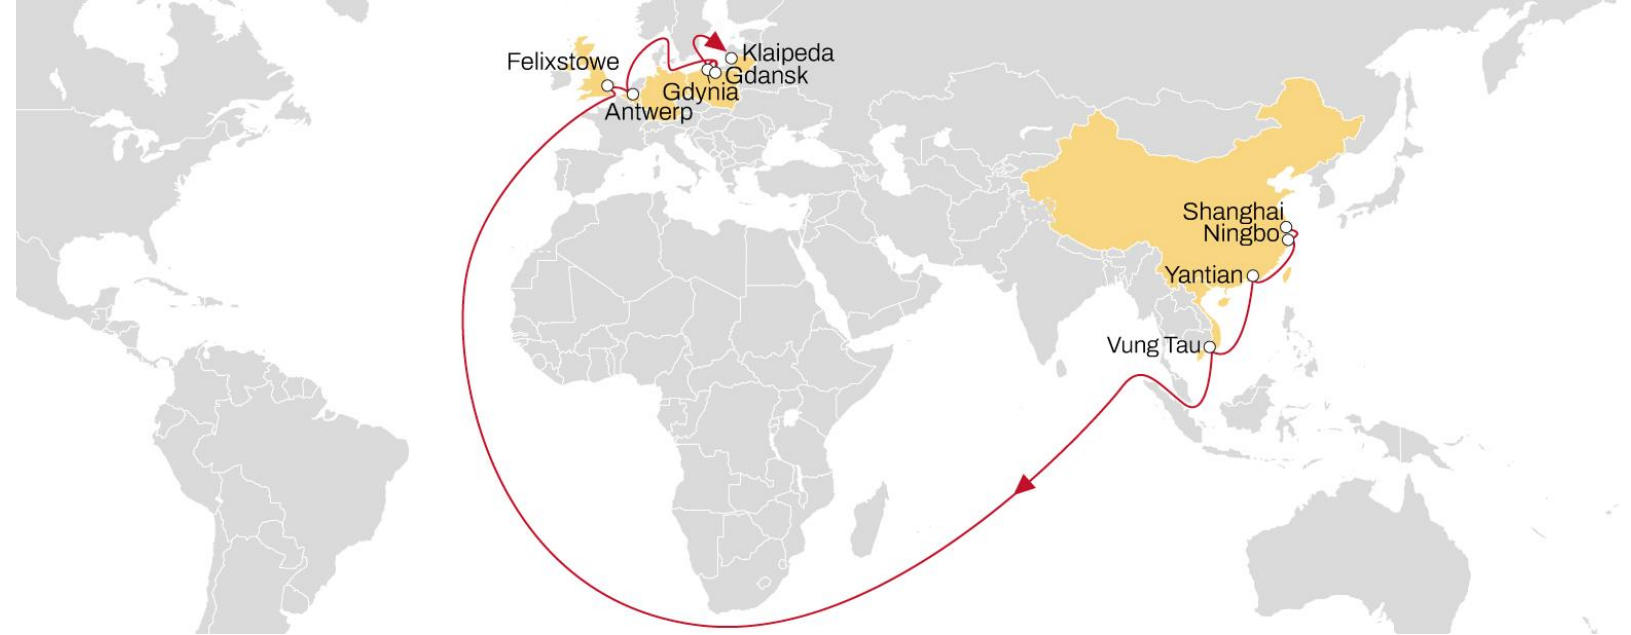 Felixstowe
Klaipeda
Gdansk
Gdynia
Antwerp
Shanghai
Ningbo
Yantian
Vung Tau